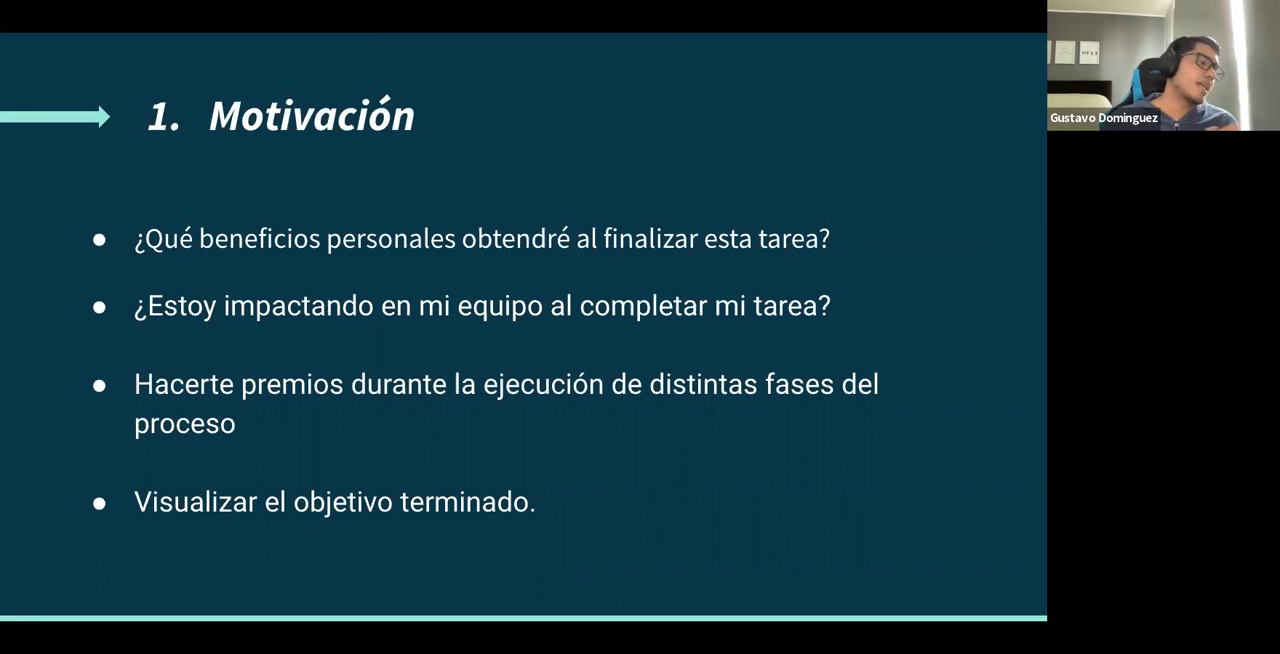 1. Motivación
● ¿Qué beneficios personales obtendré al finalizar esta tarea?
● ¿Estoy impactando en mi equipo al completar mi tarea?
● Hacerte premios durante la ejecución de distintas fases del
proceso
● Visualizar el objetivo terminado.
Gustavo Dominguez